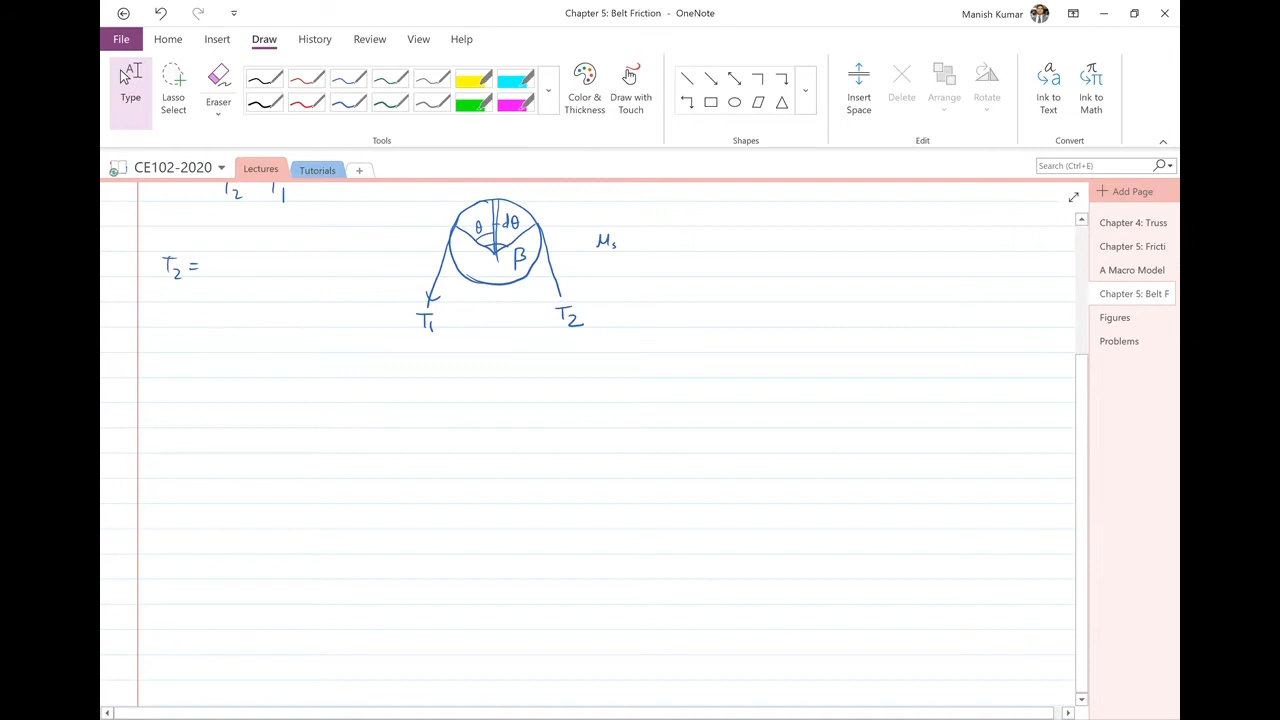 Chapter 5: Belt Friction - OneNote
Manish Kumar
File Home Insert Draw History Review View Help
Type
Lasso Select
Eraser
Color & Thickness
Draw with Touch
Insert Space
Delete
Arrange
Rotate
Ink to Text
Ink to Math
Tools
Shapes
Edit
Convert
CE102-2020
Lectures
Tutorials
Search (Ctrl+E)
Add Page
Chapter 4: Truss
Chapter 5: Fricti
A Macro Model
Chapter 5: Belt F
Figures
Problems
T₂ T₁
θ dθ
β
μₛ
T₂ =
T₁
T₂